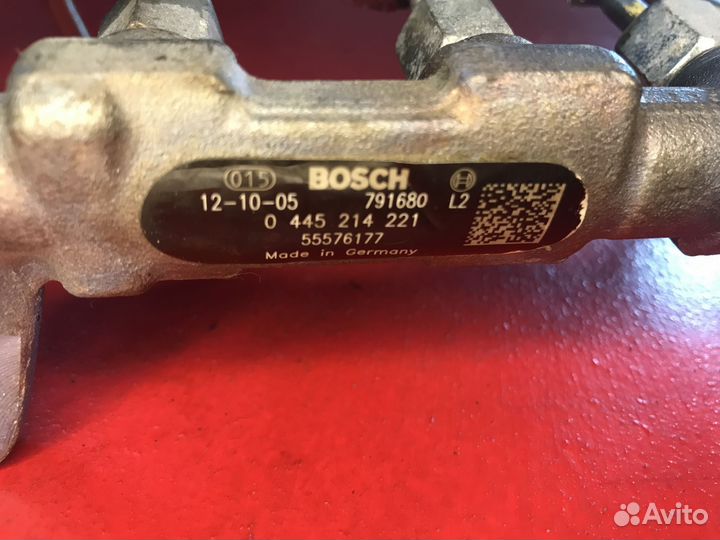 015 BOSCH
12-10-05 791680 L2
0 445 214 221
55576177
Made in Germany
Avito